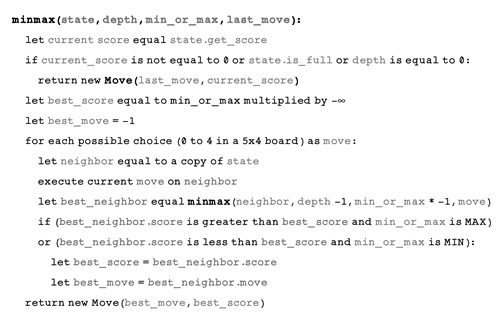 minmax(state, depth, min_or_max, last_move):
let current score equal state.get_score
if current_score is not equal to 0 or state.is_full or depth is equal to 0:
return new Move(last_move, current_score)
let best_score equal to min_or_max multiplied by -∞
let best_move = -1
for each possible choice (0 to 4 in a 5x4 board) as move:
let neighbor equal to a copy of state
execute current move on neighbor
let best_neighbor equal minmax(neighbor, depth -1, min_or_max * -1, move)
if (best_neighbor.score is greater than best_score and min_or_max is MAX)
or (best_neighbor.score is less than best_score and min_or_max is MIN):
let best_score = best_neighbor.score
let best_move = best_neighbor.move
return new Move(best_move, best_score)